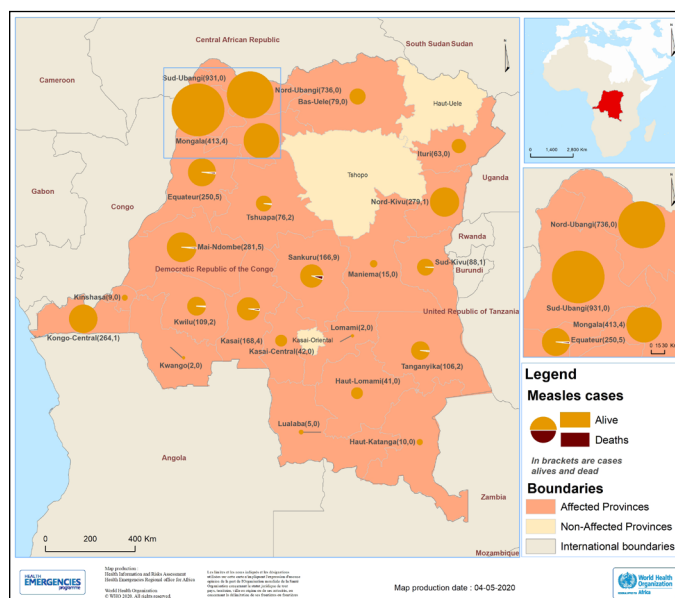 Central African Republic
South Sudan Sudan
Cameroon
Sud-Ubangi(931,0)
Nord-Ubangi(736,0)
Bas-Uele(79,0)
Haut-Uele
Mongala(413,4)
Ituri(63,0)
Gabon
Congo
Equateur(250,5)
Tshopo
Uganda
Tshuapa(76,2)
Nord-Kivu(279,1)
Mai-Ndombe(281,5)
Rwanda
Sankuru(166,9)
Maniema(15,0)
Sud-Kivu(88,1)
Democratic Republic of the Congo
Burundi
Kinshasa(9,0)
Kwilu(109,2)
Lomami(2,0)
United Republic of Tanzania
Kongo-Central(264,1)
Kasai(168,4)
Kasai-Oriental
Kasai-Central(42,0)
Kwango(2,0)
Tanganyika(106,2)
Haut-Lomami(41,0)
Lualaba(5,0)
Haut-Katanga(10,0)
Angola
Zambia
Mozambique
0 200 400 Km
0 1,400 2,800 Km
Nord-Ubangi(736,0)
Sud-Ubangi(931,0)
Mongala(413,4)
Equateur(250,5)
Legend
Measles cases
Alive
Deaths
In brackets are cases
alives and dead
Boundaries
Affected Provinces
Non-Affected Provinces
International boundaries
HEALTH
EMERGENCIES
programme
Map production :
Health Information and Risks Assessment
Health Emergencies Regional office for Africa
World Health Organization
© WHO 2020. All rights reserved.
Map production date : 04-05-2020
World Health
Organization
Africa